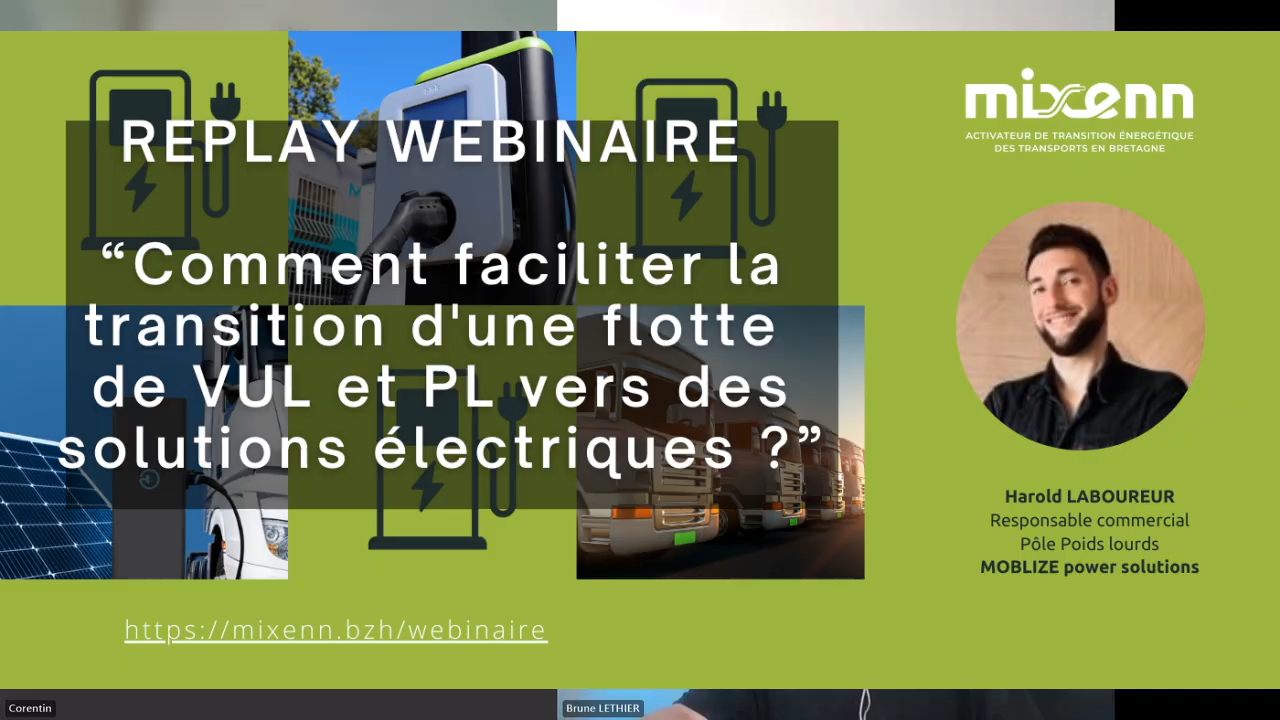 REPLAY WEBINAIRE
“Comment faciliter la
transition d'une flotte
de VUL et PL vers des
solutions électriques ?”
https://mixenn.bzh/webinaire
mixenn
ACTIVATEUR DE TRANSITION ÉNERGÉTIQUE
DES TRANSPORTS EN BRETAGNE
Harold LABOUREUR
Responsable commercial
Pôle Poids lourds
MOBLIZE power solutions
Corentin
Brune LETHIER